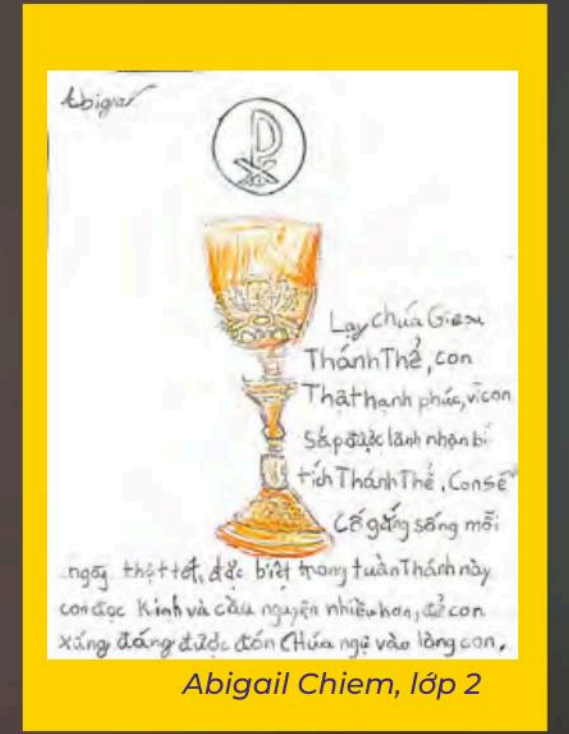 Abigail
Lạy chúa Giêsu
Thánh Thể, con
Thật hạnh phúc, vì con
sắp được lãnh nhận bí
tích Thánh Thể, Con sẽ
Cố gắng sống mỗi
ngày thật tốt, đặc biệt trong tuần Thánh này
con đọc Kinh và cầu nguyện nhiều hơn, để con
xứng đáng được đón Chúa ngự vào lòng con,
Abigail Chiem, lớp 2